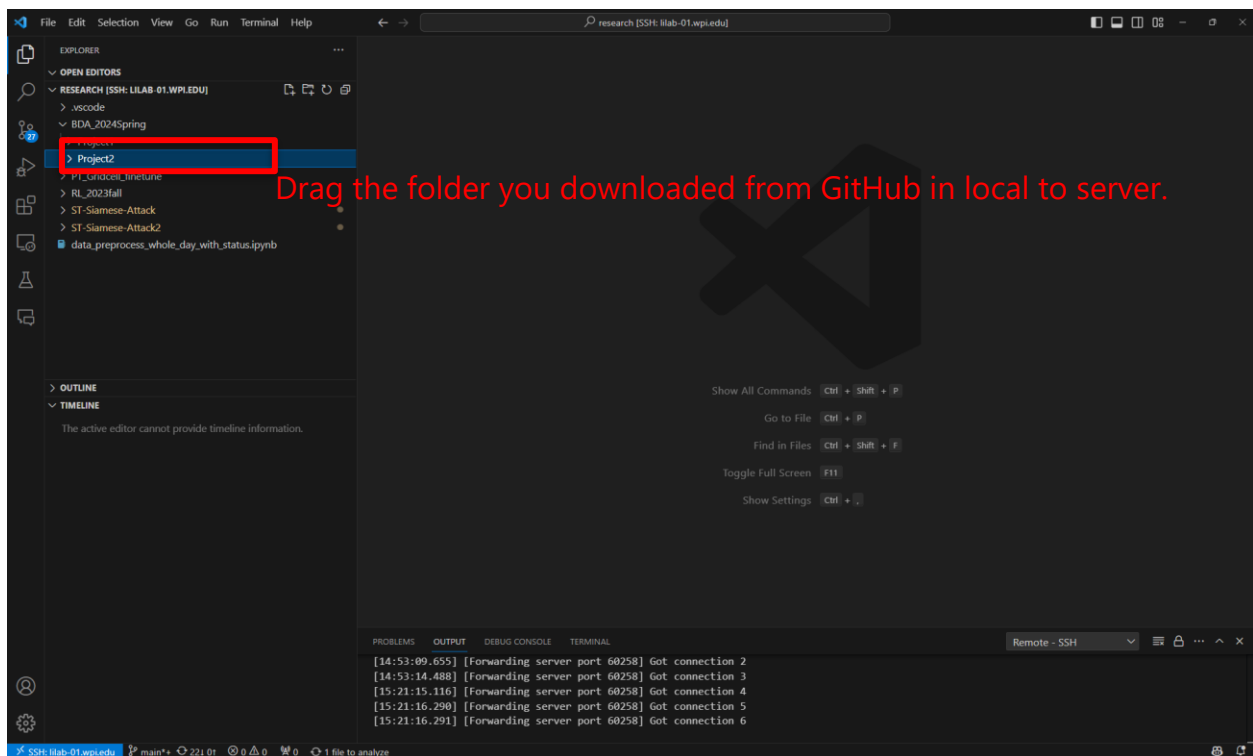 File Edit Selection View Go Run Terminal Help
research [SSH: lilab-01.wpi.edu]
EXPLORER
OPEN EDITORS
RESEARCH [SSH: LILAB-01.WPI.EDU]
.vscode
BDA_2024Spring
Project1
Project2
PT_Gridcell_finetune
RL_2023fall
ST-Siamese-Attack
ST-Siamese-Attack2
data_preprocess_whole_day_with_status.ipynb
27
Drag the folder you downloaded from GitHub in local to server.
OUTLINE
TIMELINE
The active editor cannot provide timeline information.
Show All Commands Ctrl + Shift + P
Go to File Ctrl + P
Find in Files Ctrl + Shift + F
Toggle Full Screen F11
Show Settings Ctrl + ,
PROBLEMS OUTPUT DEBUG CONSOLE TERMINAL Remote - SSH
[14:53:09.655] [Forwarding server port 60258] Got connection 2
[14:53:14.488] [Forwarding server port 60258] Got connection 3
[15:21:15.116] [Forwarding server port 60258] Got connection 4
[15:21:16.290] [Forwarding server port 60258] Got connection 5
[15:21:16.291] [Forwarding server port 60258] Got connection 6
SSH: lilab-01.wpi.edu main*+ 22↓ 0↑ 0 0 0 1 file to analyze